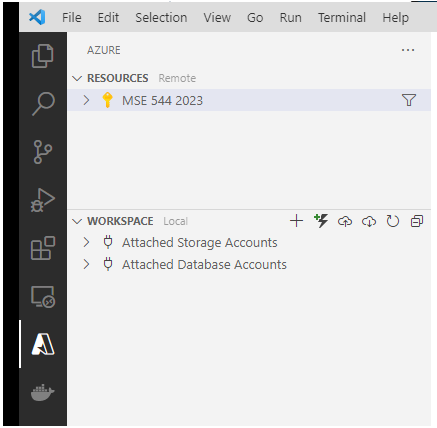 File Edit Selection View Go Run Terminal Help
AZURE
RESOURCES Remote
MSE 544 2023
WORKSPACE Local
Attached Storage Accounts
Attached Database Accounts